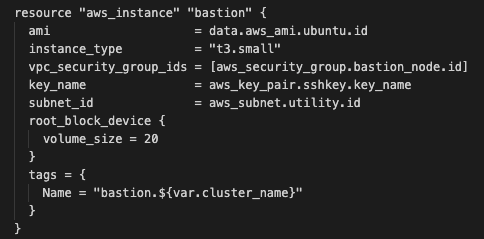 resource "aws_instance" "bastion" {
  ami                    = data.aws_ami.ubuntu.id
  instance_type          = "t3.small"
  vpc_security_group_ids = [aws_security_group.bastion_node.id]
  key_name               = aws_key_pair.sshkey.key_name
  subnet_id              = aws_subnet.utility.id
  root_block_device {
    volume_size = 20
  }
  tags = {
    Name = "bastion.${var.cluster_name}"
  }
}